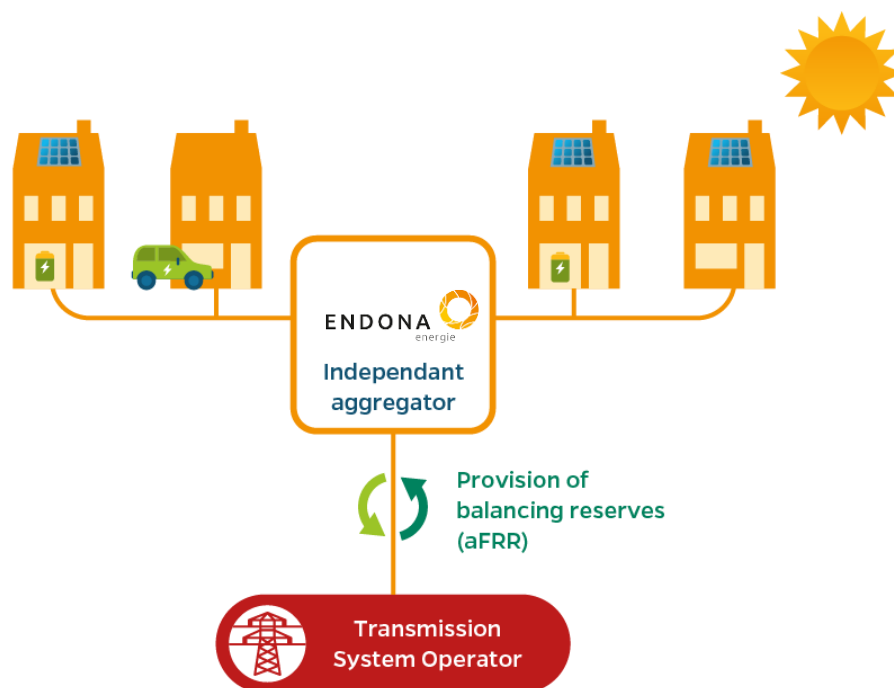 ENDONA
energie
Independant
aggregator
Provision of
balancing reserves
(aFRR)
Transmission
System Operator